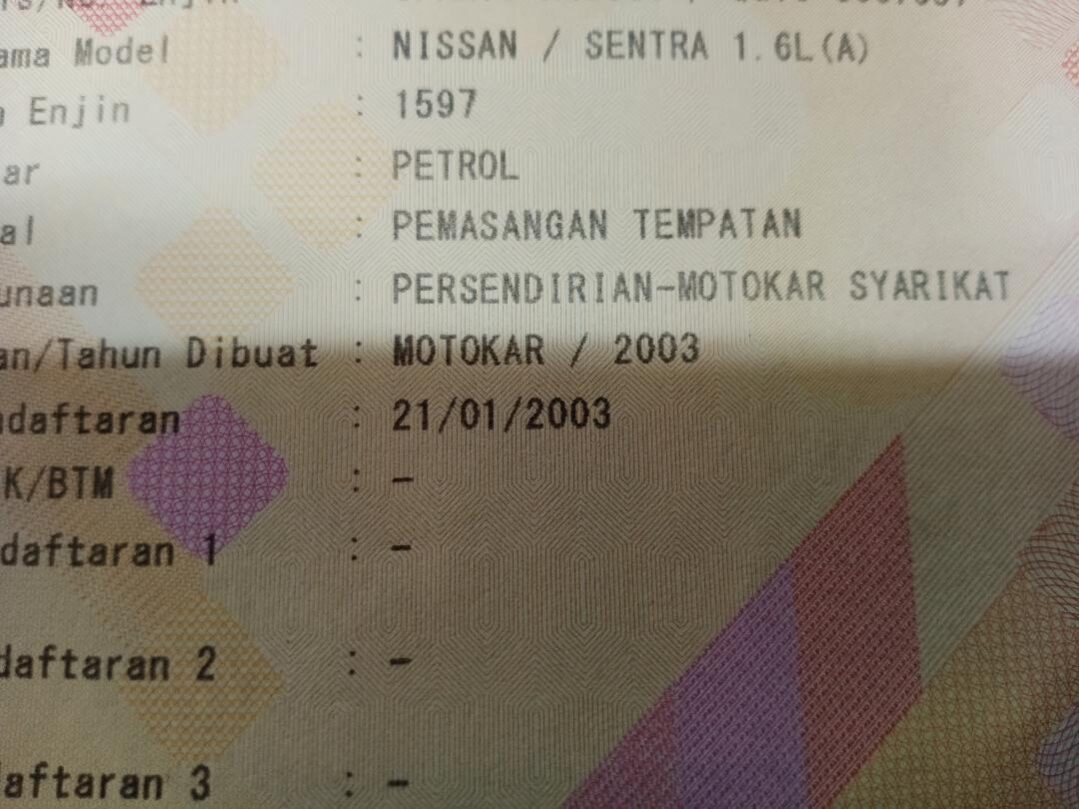 ama Model : NISSAN / SENTRA 1.6L(A)
Enjin : 1597
ar : PETROL
al : PEMASANGAN TEMPATAN
unaan : PERSENDIRIAN-MOTOKAR SYARIKAT
an/Tahun Dibuat : MOTOKAR / 2003
daftaran : 21/01/2003
K/BTM : -
daftaran 1 : -
daftaran 2 : -
daftaran 3 : -